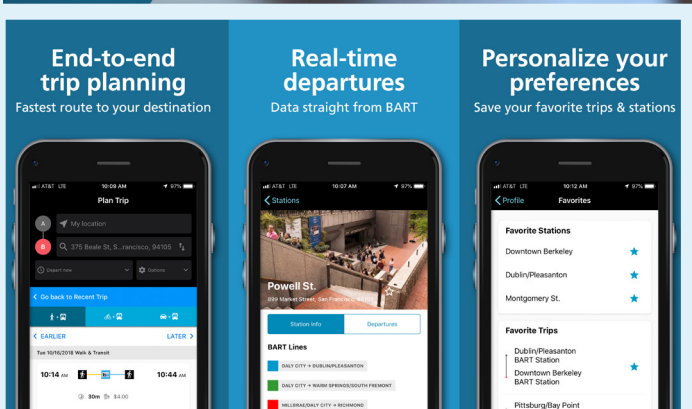 End-to-end
trip planning
Fastest route to your destination
AT&T LTE 10:09 AM 97%
Plan Trip
A My location
B 375 Beale St, S...rancisco, 94105
Depart now Options
Go back to Recent Trip
EARLIER LATER
Tue 10/16/2018 Walk & Transit
10:14 AM 10:44 AM
30m $4.00
Real-time
departures
Data straight from BART
AT&T LTE 10:07 AM 97%
Stations
Powell St.
899 Market Street, San Francisco
Station Info Departures
BART Lines
DALY CITY → DUBLIN/PLEASANTON
DALY CITY → WARM SPRINGS/SOUTH FREMONT
MILLBRAE/DALY CITY → RICHMOND
Personalize your
preferences
Save your favorite trips & stations
AT&T LTE 10:12 AM 97%
Profile Favorites
Favorite Stations
Downtown Berkeley
Dublin/Pleasanton
Montgomery St.
Favorite Trips
Dublin/Pleasanton
BART Station
Downtown Berkeley
BART Station
Pittsburg/Bay Point